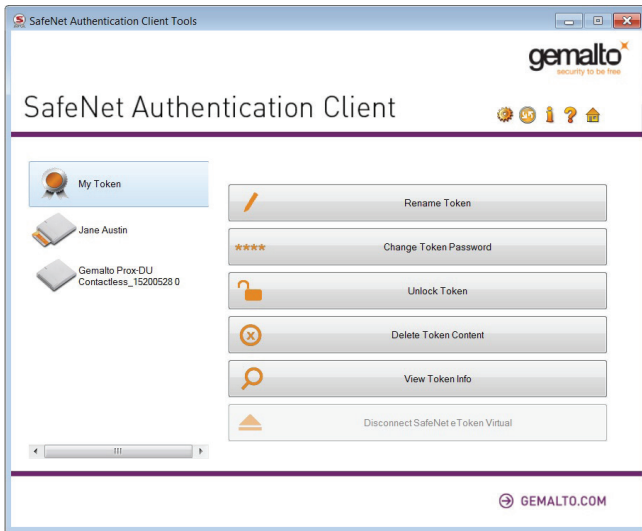 SafeNet Authentication Client Tools
gemalto
security to be free
SafeNet Authentication Client
My Token
Jane Austin
Gemalto Prox-DU
Contactless_15200528 0
Rename Token
****
Change Token Password
Unlock Token
Delete Token Content
View Token Info
Disconnect SafeNet eToken Virtual
GEMALTO.COM